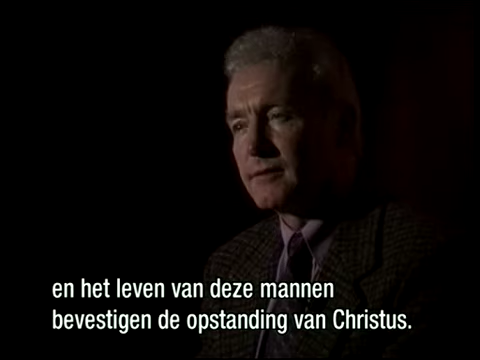 en het leven van deze mannen
bevestigen de opstanding van Christus.